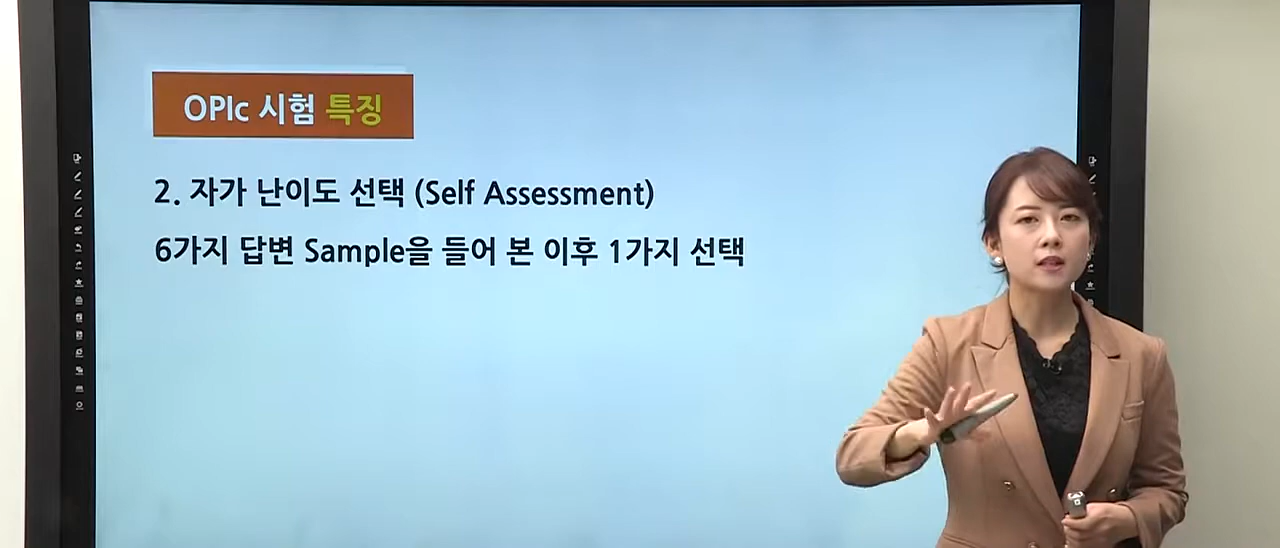 OPIc 시험 특징
2. 자가 난이도 선택 (Self Assessment)
6가지 답변 Sample을 들어 본 이후 1가지 선택